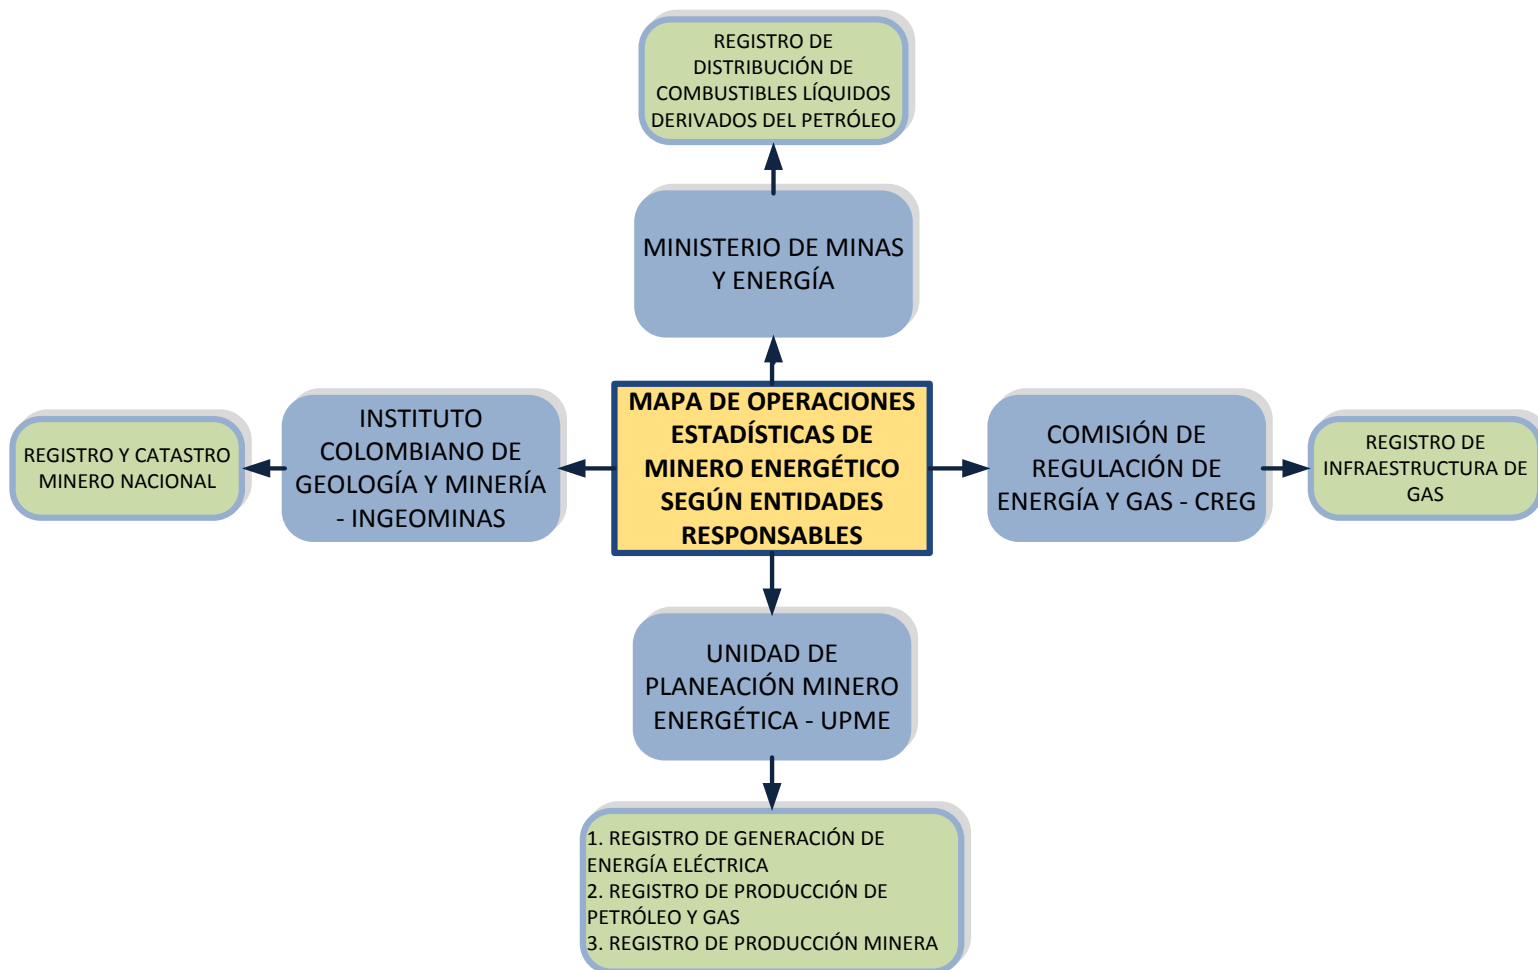 REGISTRO DE
DISTRIBUCIÓN DE
COMBUSTIBLES LÍQUIDOS
DERIVADOS DEL PETRÓLEO
MINISTERIO DE MINAS
Y ENERGÍA
REGISTRO Y CATASTRO
MINERO NACIONAL
INSTITUTO
COLOMBIANO DE
GEOLOGÍA Y MINERÍA
- INGEOMINAS
MAPA DE OPERACIONES
ESTADÍSTICAS DE
MINERO ENERGÉTICO
SEGÚN ENTIDADES
RESPONSABLES
COMISIÓN DE
REGULACIÓN DE
ENERGÍA Y GAS - CREG
REGISTRO DE
INFRAESTRUCTURA DE
GAS
UNIDAD DE
PLANEACIÓN MINERO
ENERGÉTICA - UPME
1. REGISTRO DE GENERACIÓN DE
ENERGÍA ELÉCTRICA
2. REGISTRO DE PRODUCCIÓN DE
PETRÓLEO Y GAS
3. REGISTRO DE PRODUCCIÓN MINERA